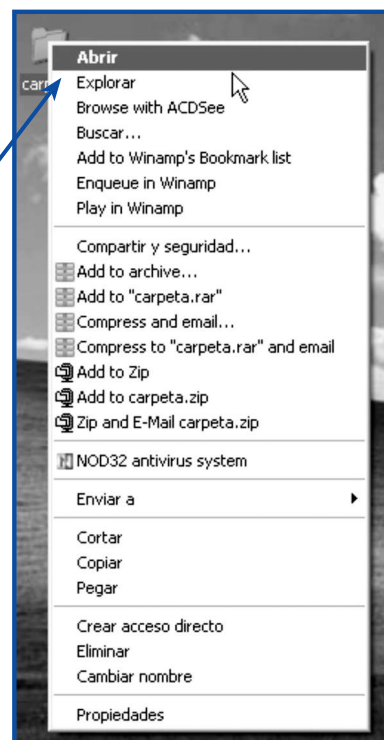 carp
Abrir
Explorar
Browse with ACDSee
Buscar...
Add to Winamp's Bookmark list
Enqueue in Winamp
Play in Winamp
Compartir y seguridad...
Add to archive...
Add to "carpeta.rar"
Compress and email...
Compress to "carpeta.rar" and email
Add to Zip
Add to carpeta.zip
Zip and E-Mail carpeta.zip
NOD32 antivirus system
Enviar a
Cortar
Copiar
Pegar
Crear acceso directo
Eliminar
Cambiar nombre
Propiedades